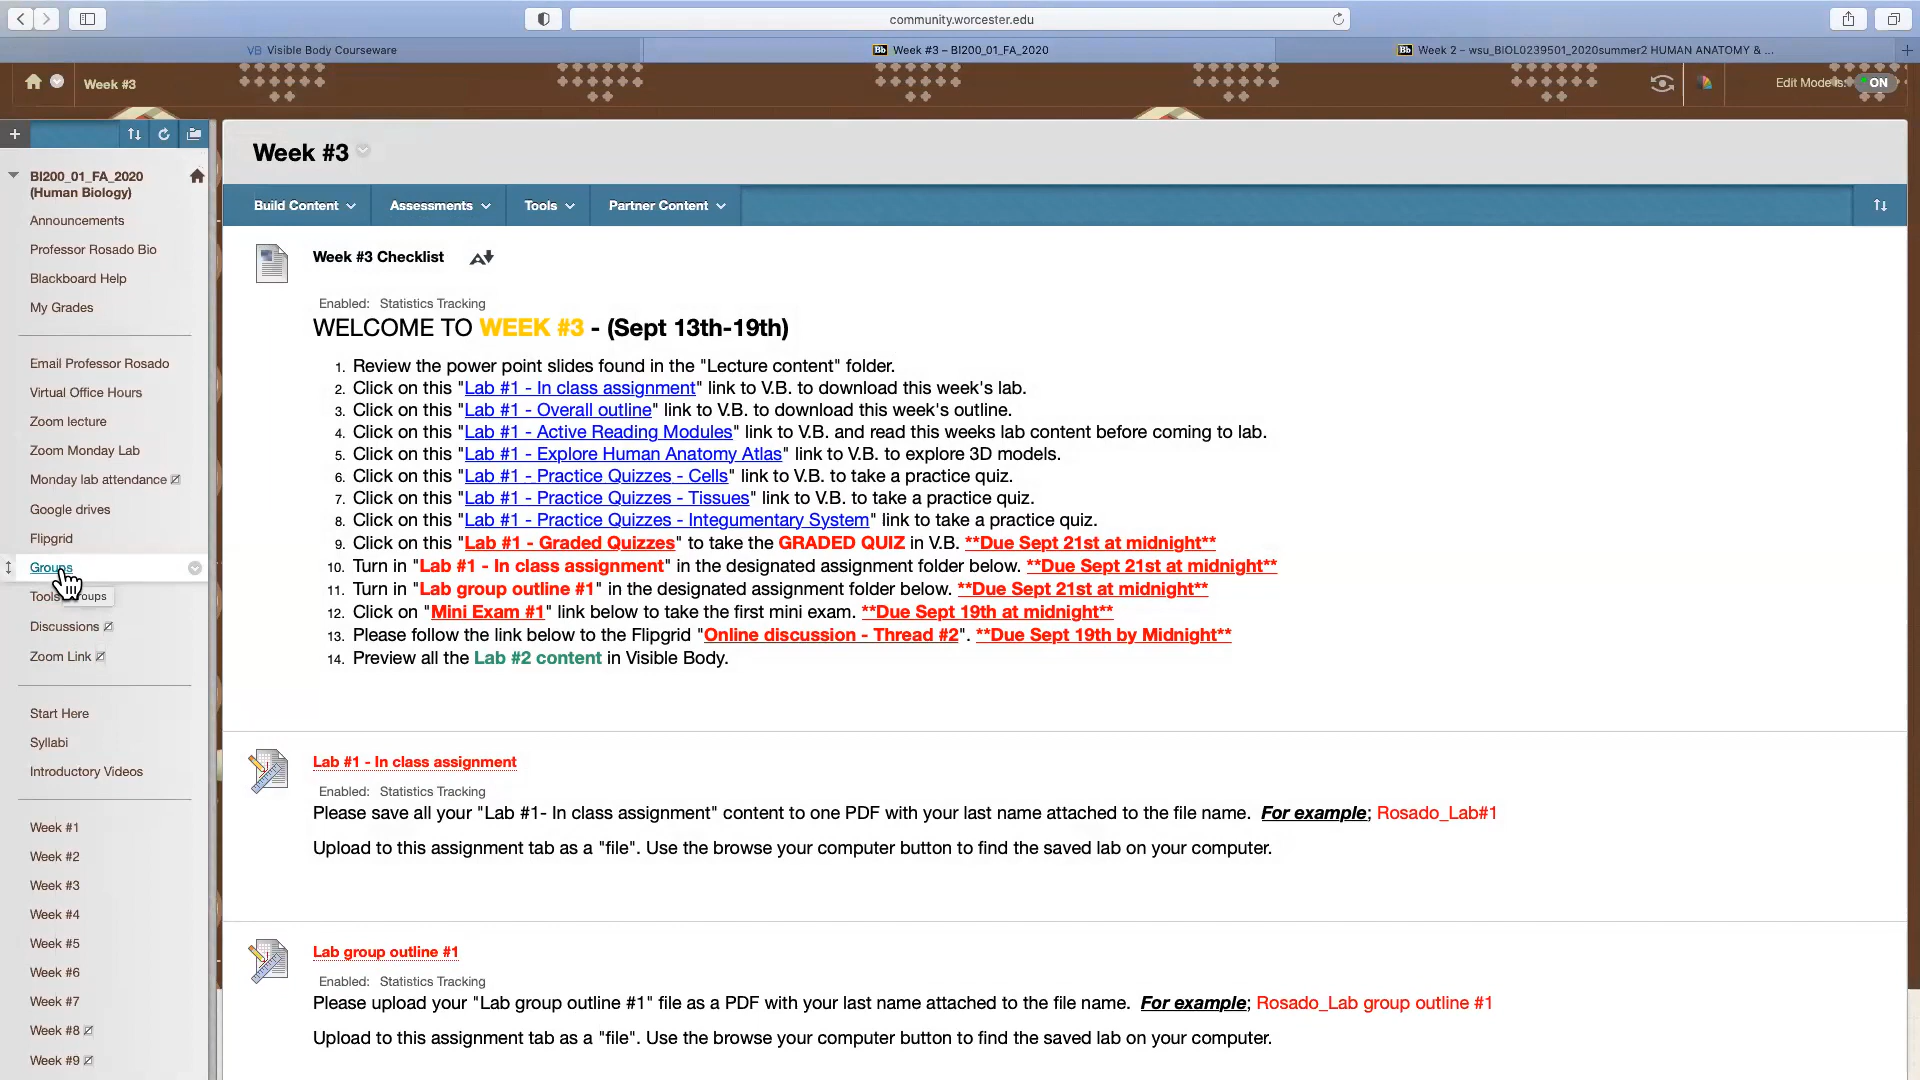 community.worcester.edu
VB Visible Body Courseware
Bb Week #3 – BI200_01_FA_2020
Bb Week 2 – wsu_BIOL0239501_2020summer2 HUMAN ANATOMY & ...
Week #3
Edit Mode is: ON
BI200_01_FA_2020
(Human Biology)
Announcements
Professor Rosado Bio
Blackboard Help
My Grades
Email Professor Rosado
Virtual Office Hours
Zoom lecture
Zoom Monday Lab
Monday lab attendance
Google drives
Flipgrid
Groups
Tools
Discussions
Zoom Link
Start Here
Syllabi
Introductory Videos
Week #1
Week #2
Week #3
Week #4
Week #5
Week #6
Week #7
Week #8
Week #9
Week #3
Build Content
Assessments
Tools
Partner Content
Week #3 Checklist
Enabled: Statistics Tracking
WELCOME TO WEEK #3 - (Sept 13th-19th)
1. Review the power point slides found in the "Lecture content" folder.
2. Click on this "Lab #1 - In class assignment" link to V.B. to download this week's lab.
3. Click on this "Lab #1 - Overall outline" link to V.B. to download this week's outline.
4. Click on this "Lab #1 - Active Reading Modules" link to V.B. and read this weeks lab content before coming to lab.
5. Click on this "Lab #1 - Explore Human Anatomy Atlas" link to V.B. to explore 3D models.
6. Click on this "Lab #1 - Practice Quizzes - Cells" link to V.B. to take a practice quiz.
7. Click on this "Lab #1 - Practice Quizzes - Tissues" link to V.B. to take a practice quiz.
8. Click on this "Lab #1 - Practice Quizzes - Integumentary System" link to take a practice quiz.
9. Click on this "Lab #1 - Graded Quizzes" to take the GRADED QUIZ in V.B. **Due Sept 21st at midnight**
10. Turn in "Lab #1 - In class assignment" in the designated assignment folder below. **Due Sept 21st at midnight**
11. Turn in "Lab group outline #1" in the designated assignment folder below. **Due Sept 21st at midnight**
12. Click on "Mini Exam #1" link below to take the first mini exam. **Due Sept 19th at midnight**
13. Please follow the link below to the Flipgrid "Online discussion - Thread #2". **Due Sept 19th by Midnight**
14. Preview all the Lab #2 content in Visible Body.
Lab #1 - In class assignment
Enabled: Statistics Tracking
Please save all your "Lab #1- In class assignment" content to one PDF with your last name attached to the file name. For example; Rosado_Lab#1
Upload to this assignment tab as a "file". Use the browse your computer button to find the saved lab on your computer.
Lab group outline #1
Enabled: Statistics Tracking
Please upload your "Lab group outline #1" file as a PDF with your last name attached to the file name. For example; Rosado_Lab group outline #1
Upload to this assignment tab as a "file". Use the browse your computer button to find the saved lab on your computer.